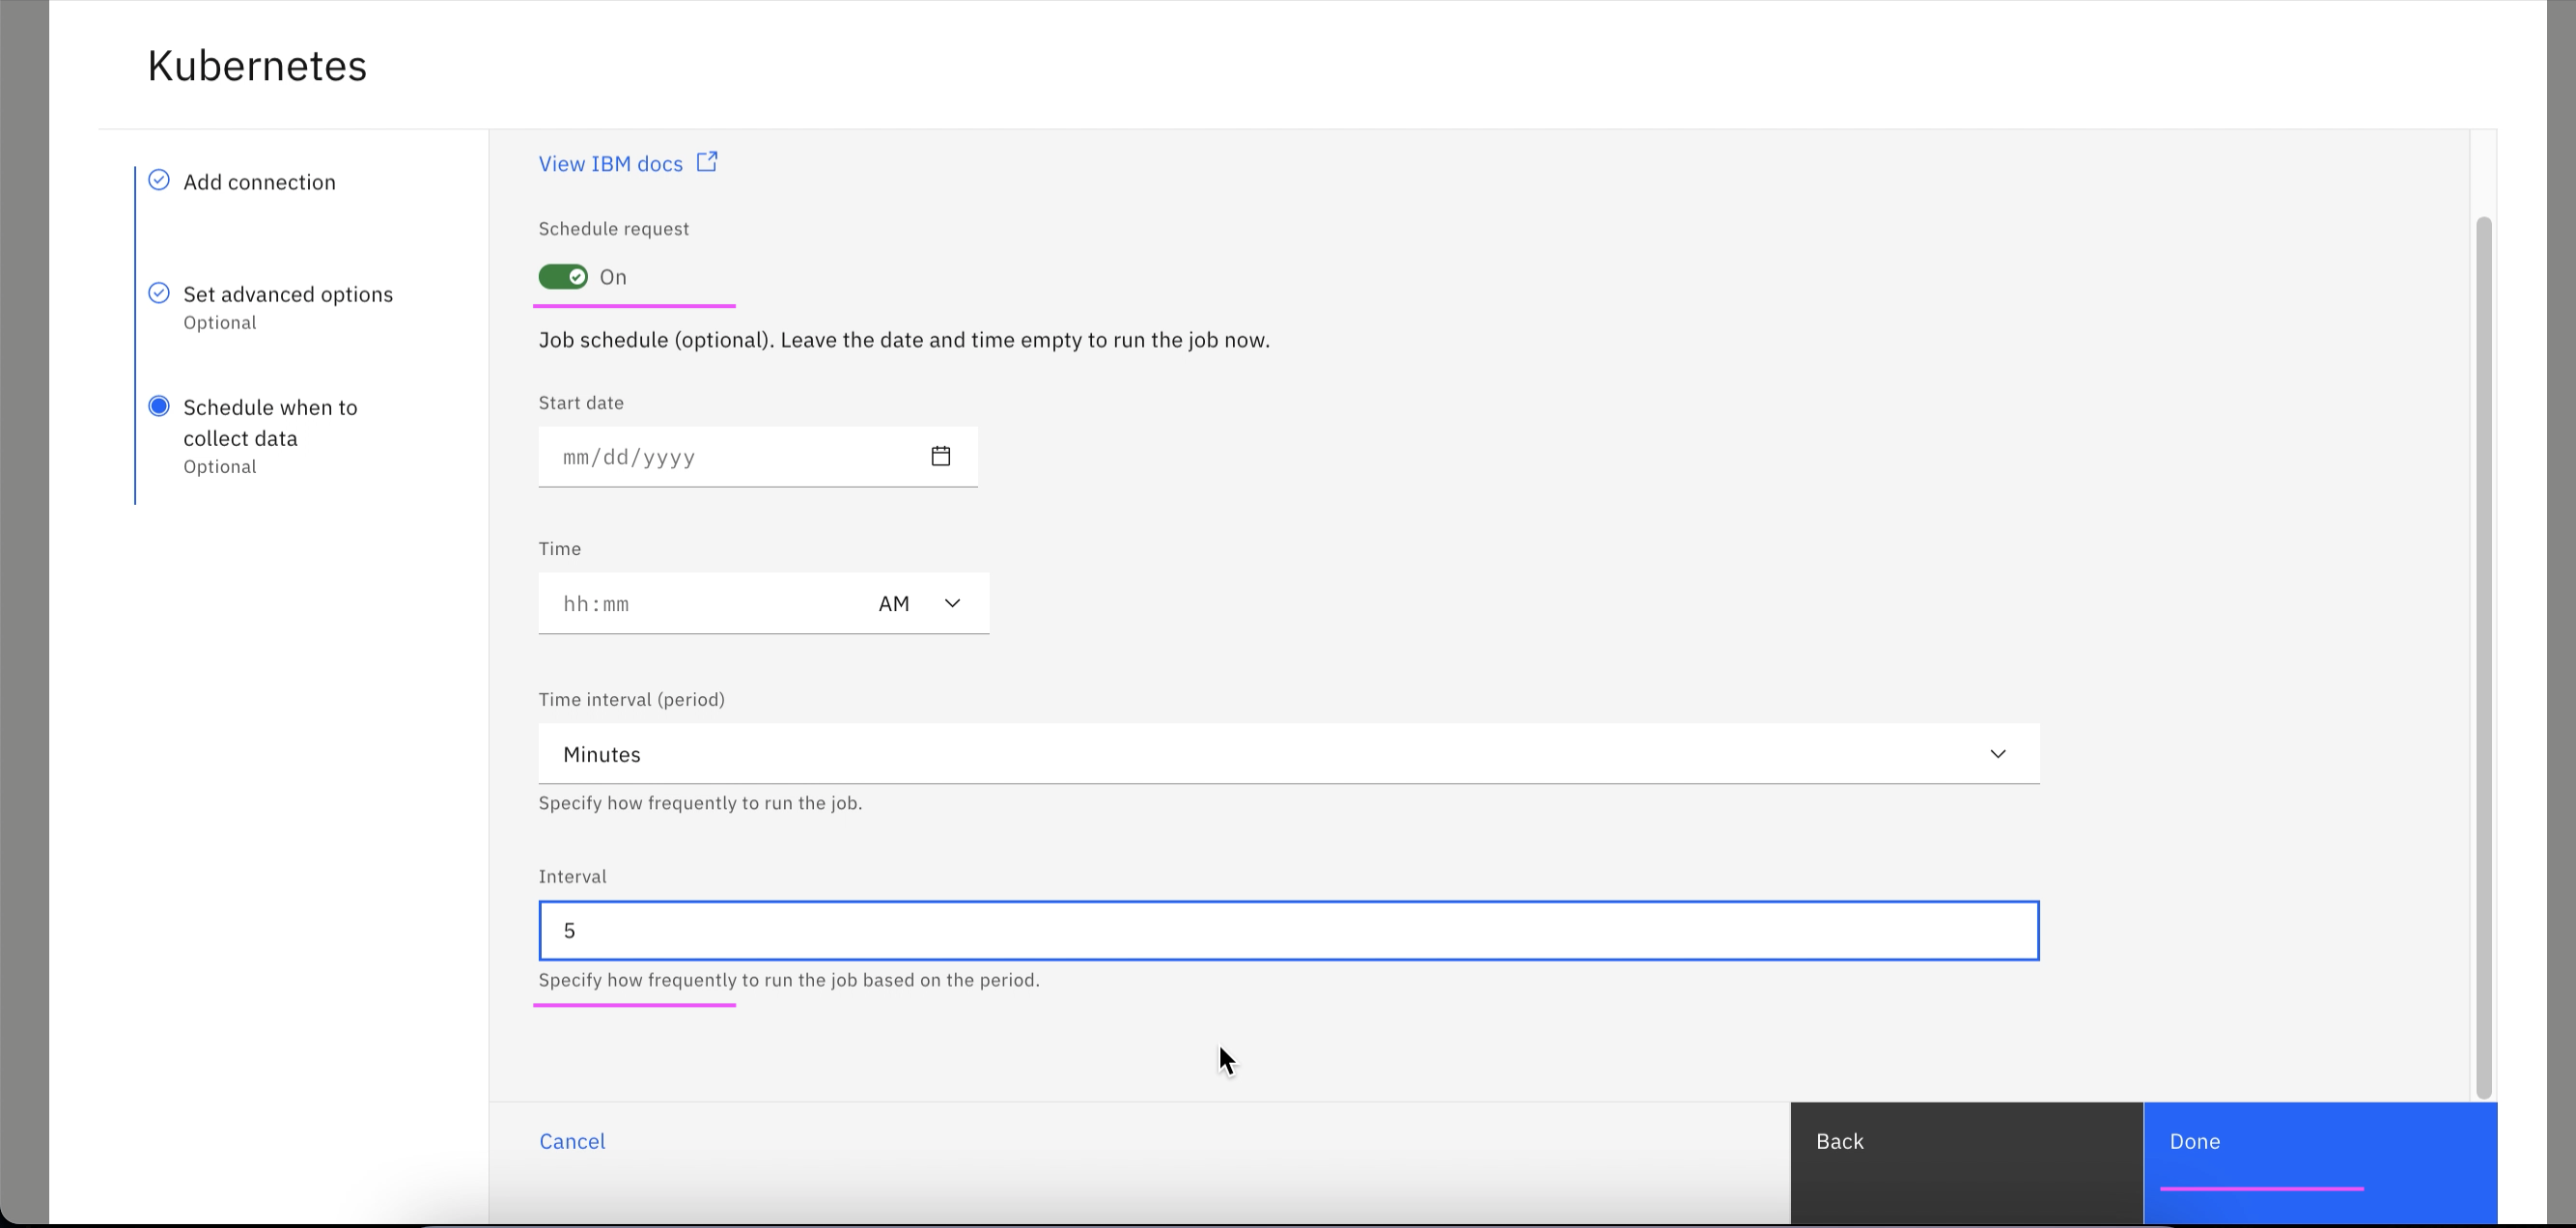 Kubernetes
Add connection
Set advanced options
Optional
Schedule when to
collect data
Optional
View IBM docs
Schedule request
On
Job schedule (optional). Leave the date and time empty to run the job now.
Start date
mm/dd/yyyy
Time
hh:mm AM
Time interval (period)
Minutes
Specify how frequently to run the job.
Interval
5
Specify how frequently to run the job based on the period.
Cancel
Back
Done